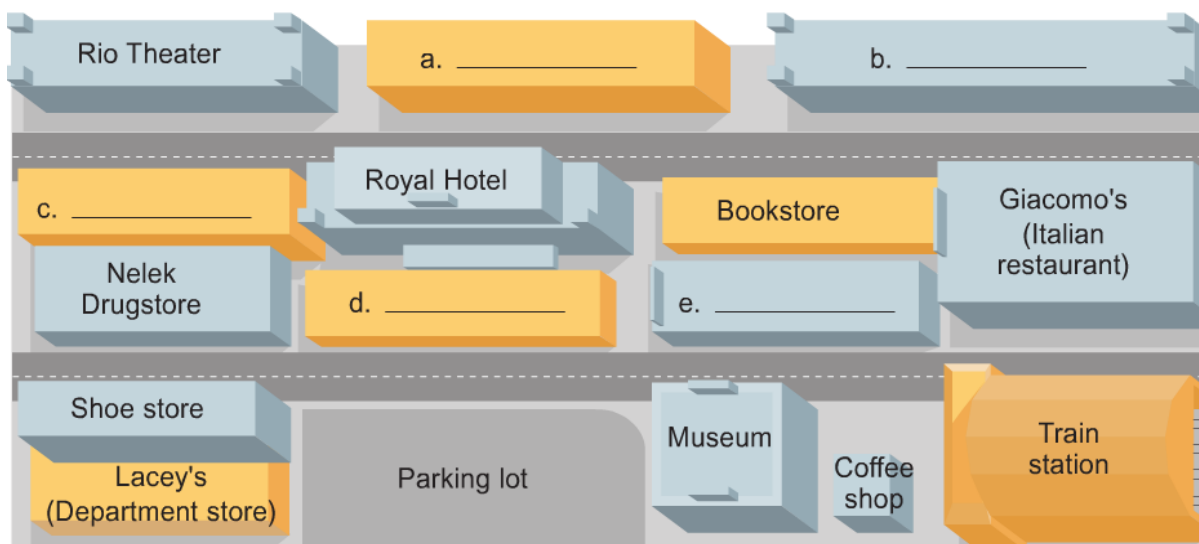 Rio Theater
a. ____________
b. ____________
c. ____________
Royal Hotel
Bookstore
Giacomo's
(Italian
restaurant)
Nelek
Drugstore
d. ____________
e. ____________
Shoe store
Lacey's
(Department store)
Parking lot
Museum
Coffee
shop
Train
station